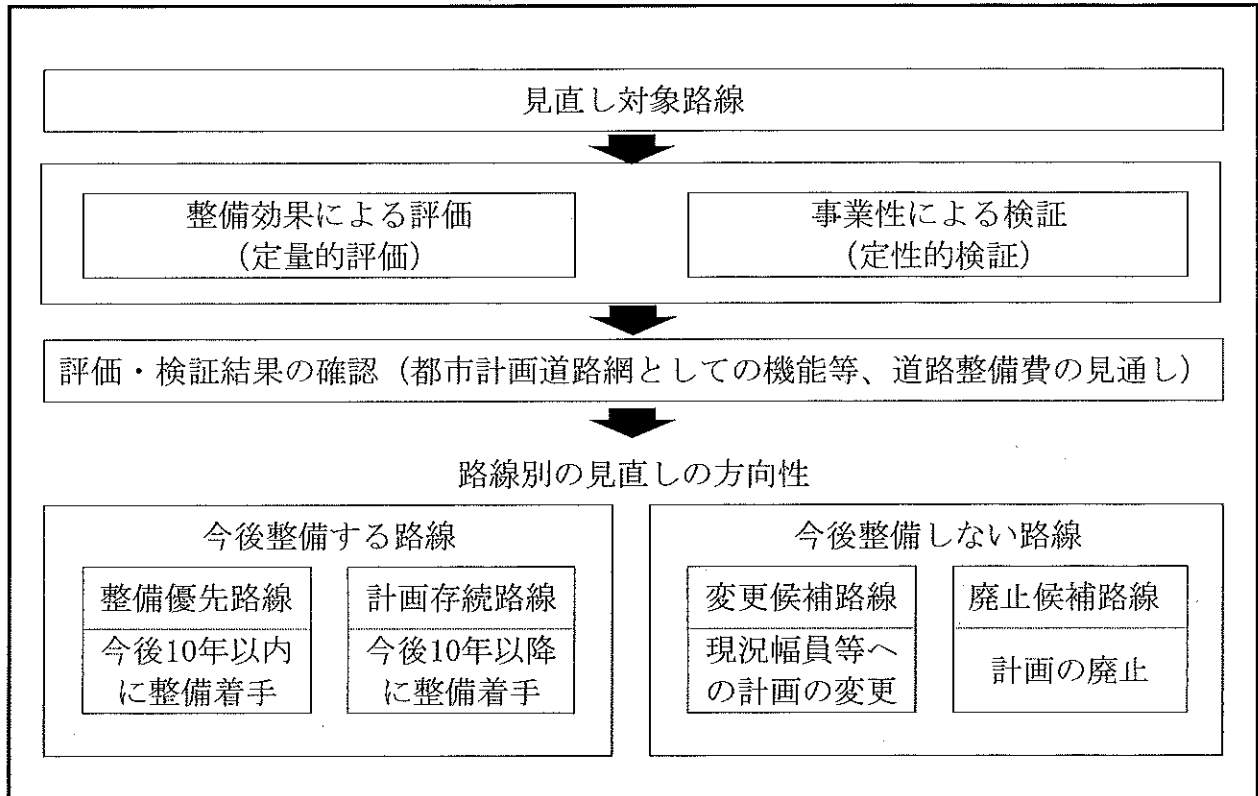 見直し対象路線
整備効果による評価
(定量的評価)
事業性による検証
(定性的検証)
評価・検証結果の確認(都市計画道路網としての機能等、道路整備費の見通し)
路線別の見直しの方向性
今後整備する路線
整備優先路線
今後10年以内
に整備着手
計画存続路線
今後10年以降
に整備着手
今後整備しない路線
変更候補路線
現況幅員等へ
の計画の変更
廃止候補路線
計画の廃止